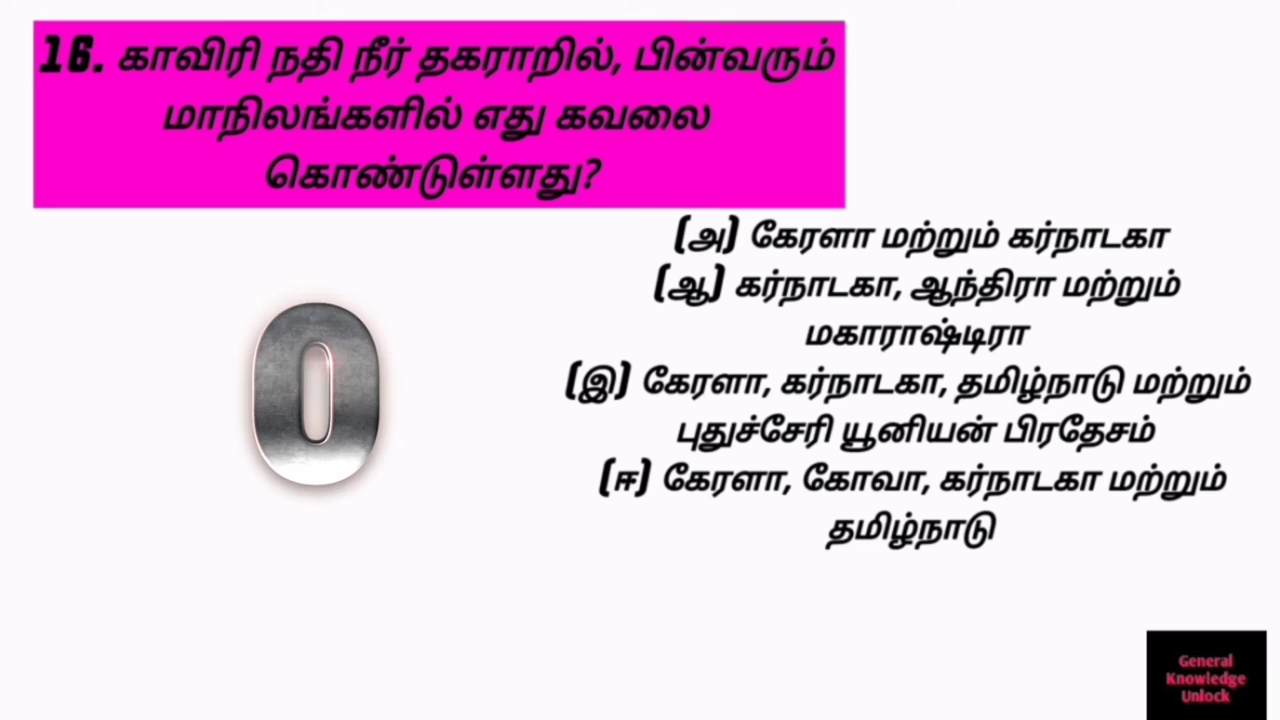 16. காவிரி நதி நீர் தகராறில், பின்வரும்
மாநிலங்களில் எது கவலை
கொண்டுள்ளது?
(அ) கேரளா மற்றும் கர்நாடகா
(ஆ) கர்நாடகா, ஆந்திரா மற்றும்
மகாராஷ்டிரா
(இ) கேரளா, கர்நாடகா, தமிழ்நாடு மற்றும்
புதுச்சேரி யூனியன் பிரதேசம்
(ஈ) கேரளா, கோவா, கர்நாடகா மற்றும்
தமிழ்நாடு
0
General
Knowledge
Unlock